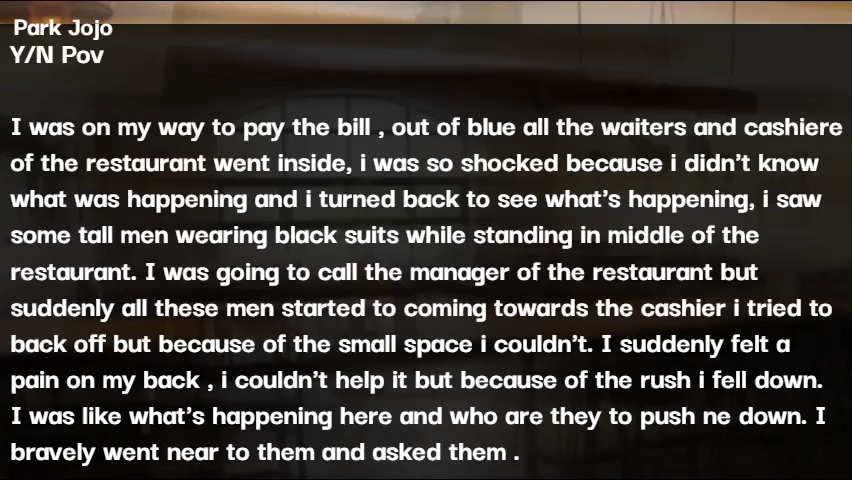 Park Jojo
Y/N Pov
I was on my way to pay the bill , out of blue all the waiters and cashiere
of the restaurant went inside, i was so shocked because i didn't know
what was happening and i turned back to see what's happening, i saw
some tall men wearing black suits while standing in middle of the
restaurant. I was going to call the manager of the restaurant but
suddenly all these men started to coming towards the cashier i tried to
back off but because of the small space i couldn't. I suddenly felt a
pain on my back , i couldn't help it but because of the rush i fell down.
I was like what's happening here and who are they to push ne down. I
bravely went near to them and asked them .